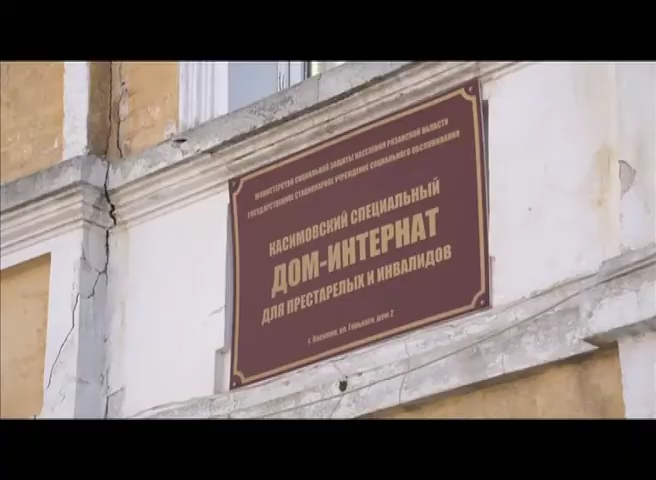 МИНИСТЕРСТВО СОЦИАЛЬНОЙ ЗАЩИТЫ НАСЕЛЕНИЯ РЯЗАНСКОЙ ОБЛАСТИ
ГОСУДАРСТВЕННОЕ СТАЦИОНАРНОЕ УЧРЕЖДЕНИЕ СОЦИАЛЬНОГО ОБСЛУЖИВАНИЯ
КАСИМОВСКИЙ СПЕЦИАЛЬНЫЙ
ДОМ-ИНТЕРНАТ
ДЛЯ ПРЕСТАРЕЛЫХ И ИНВАЛИДОВ
г. Касимов, ул. Горького, дом 2